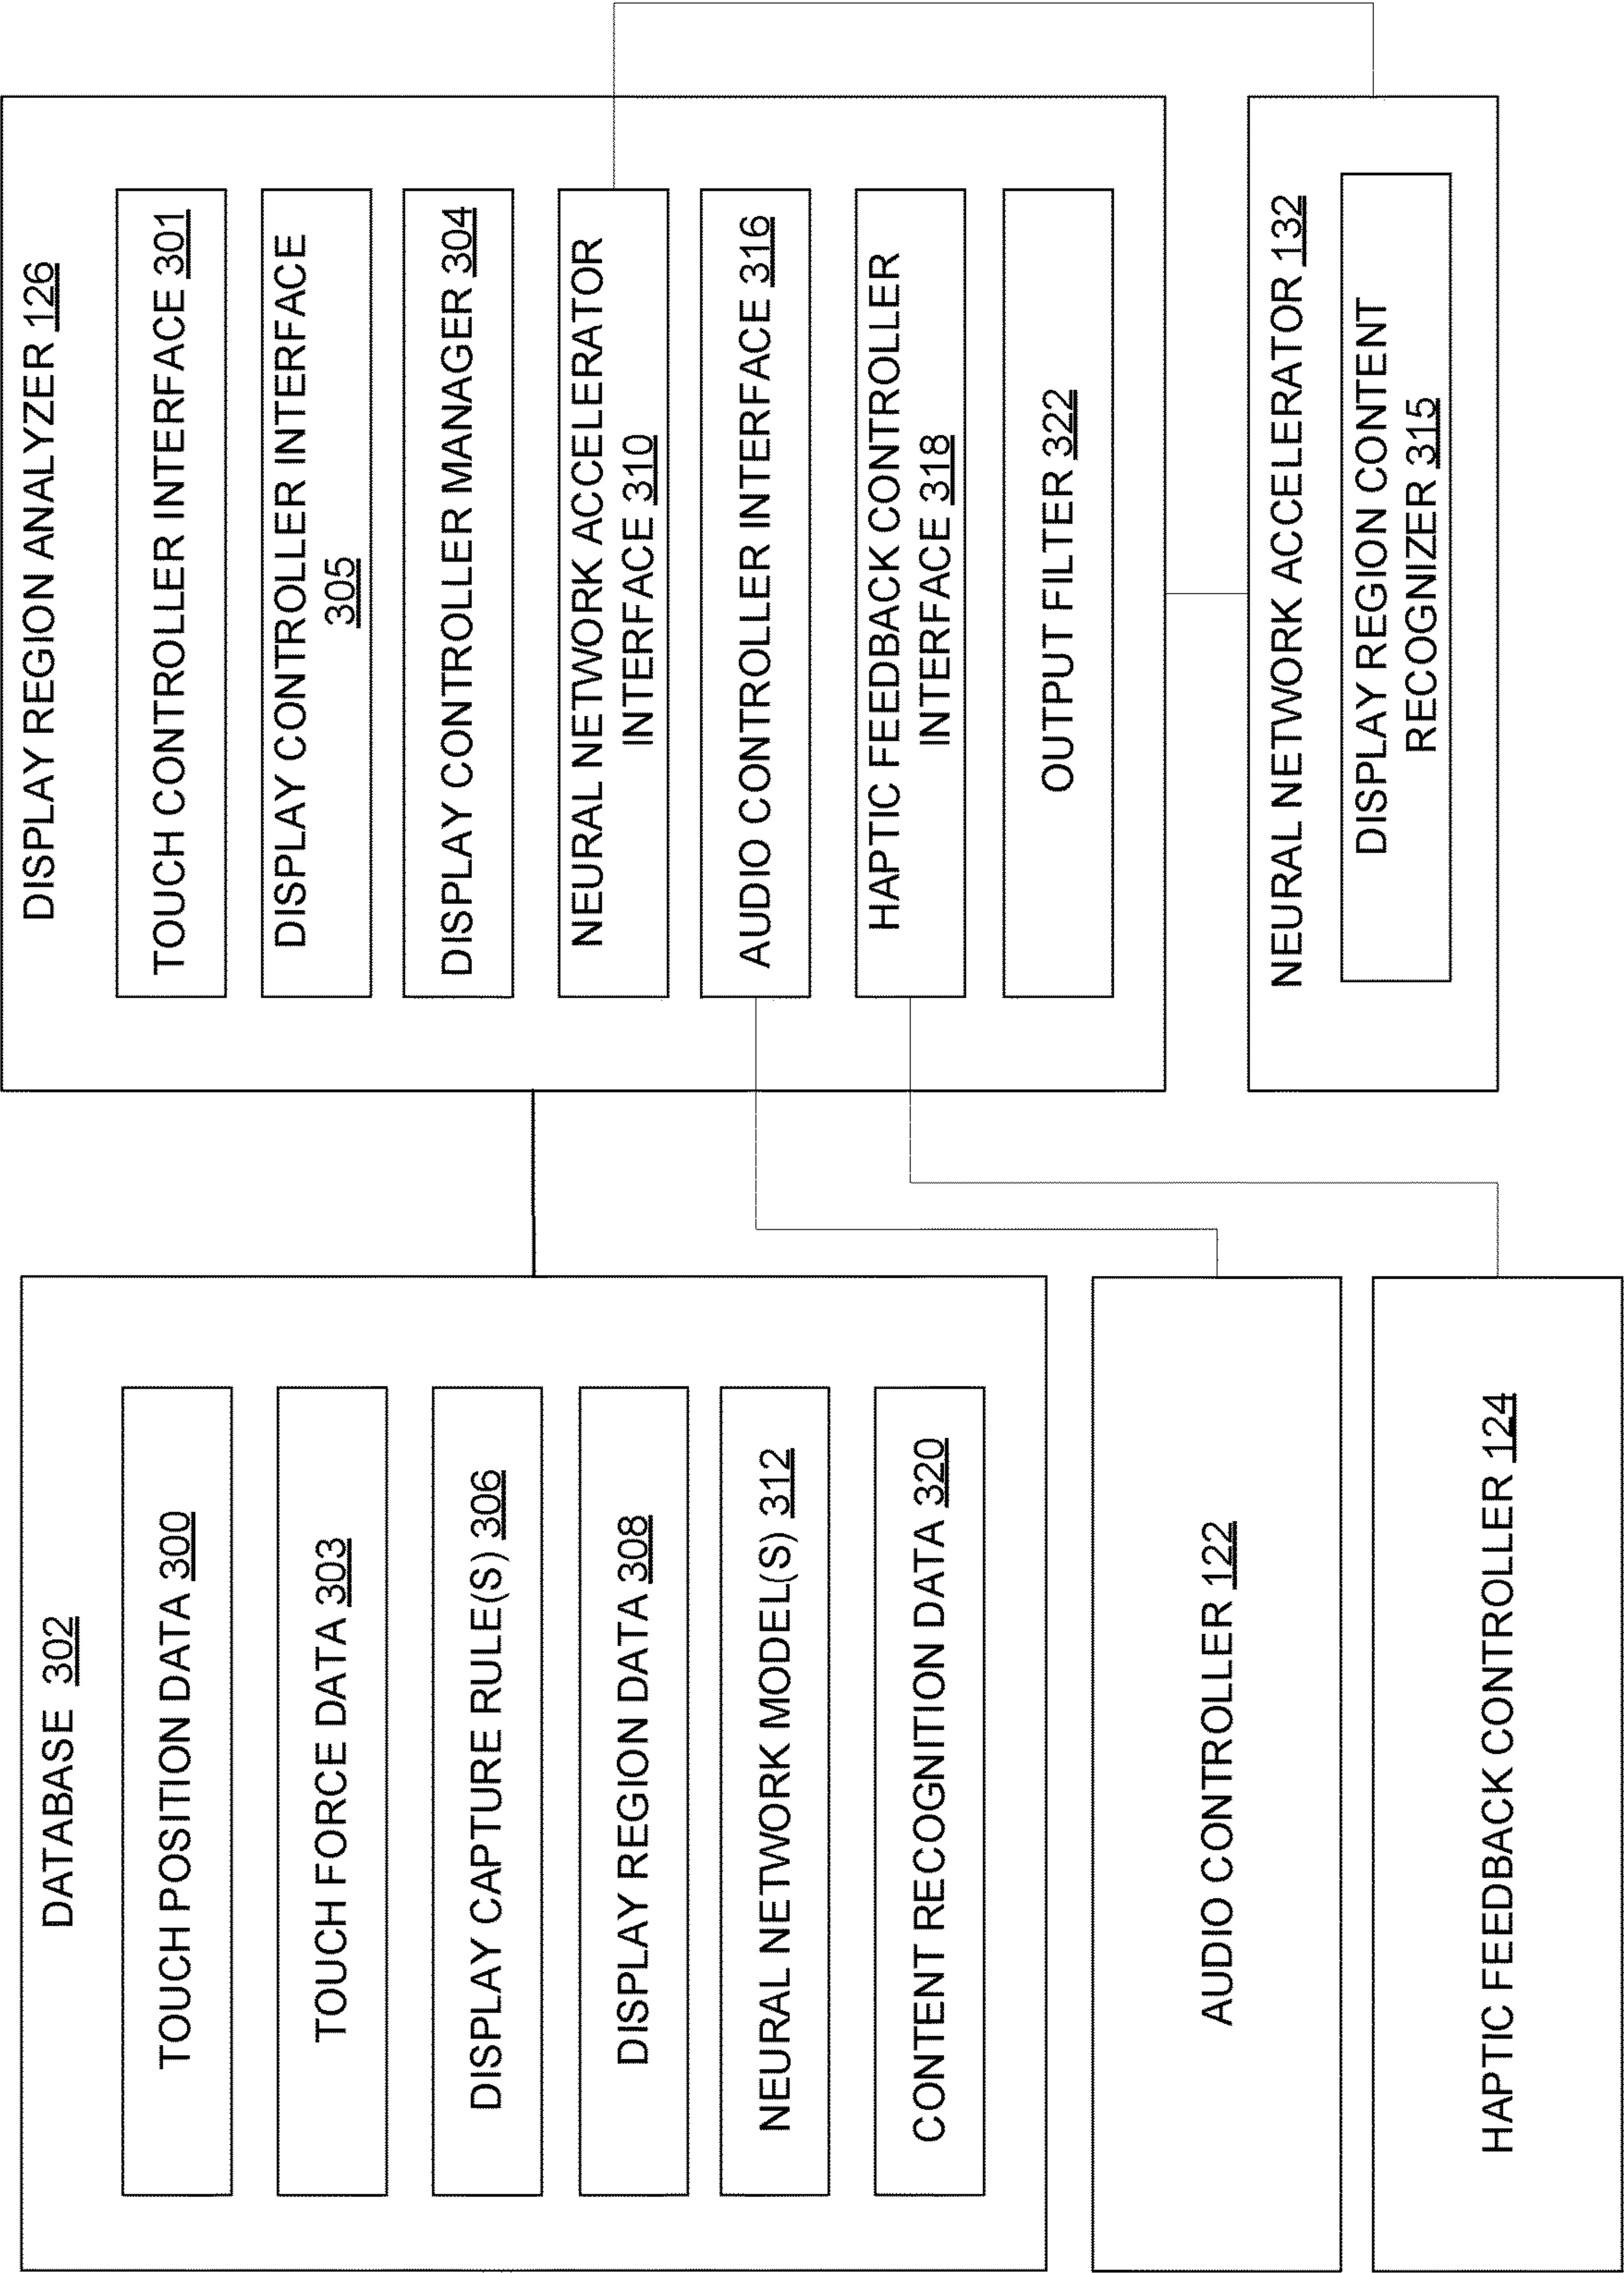 DATABASE 302
TOUCH POSITION DATA 300
TOUCH FORCE DATA 303
DISPLAY CAPTURE RULE(S) 306
DISPLAY REGION DATA 308
NEURAL NETWORK MODEL(S) 312
CONTENT RECOGNITION DATA 320
AUDIO CONTROLLER 122
HAPTIC FEEDBACK CONTROLLER 124
DISPLAY REGION ANALYZER 126
TOUCH CONTROLLER INTERFACE 301
DISPLAY CONTROLLER INTERFACE
305
DISPLAY CONTROLLER MANAGER 304
NEURAL NETWORK ACCELERATOR
INTERFACE 310
AUDIO CONTROLLER INTERFACE 316
HAPTIC FEEDBACK CONTROLLER
INTERFACE 318
OUTPUT FILTER 322
NEURAL NETWORK ACCELERATOR 132
DISPLAY REGION CONTENT
RECOGNIZER 315